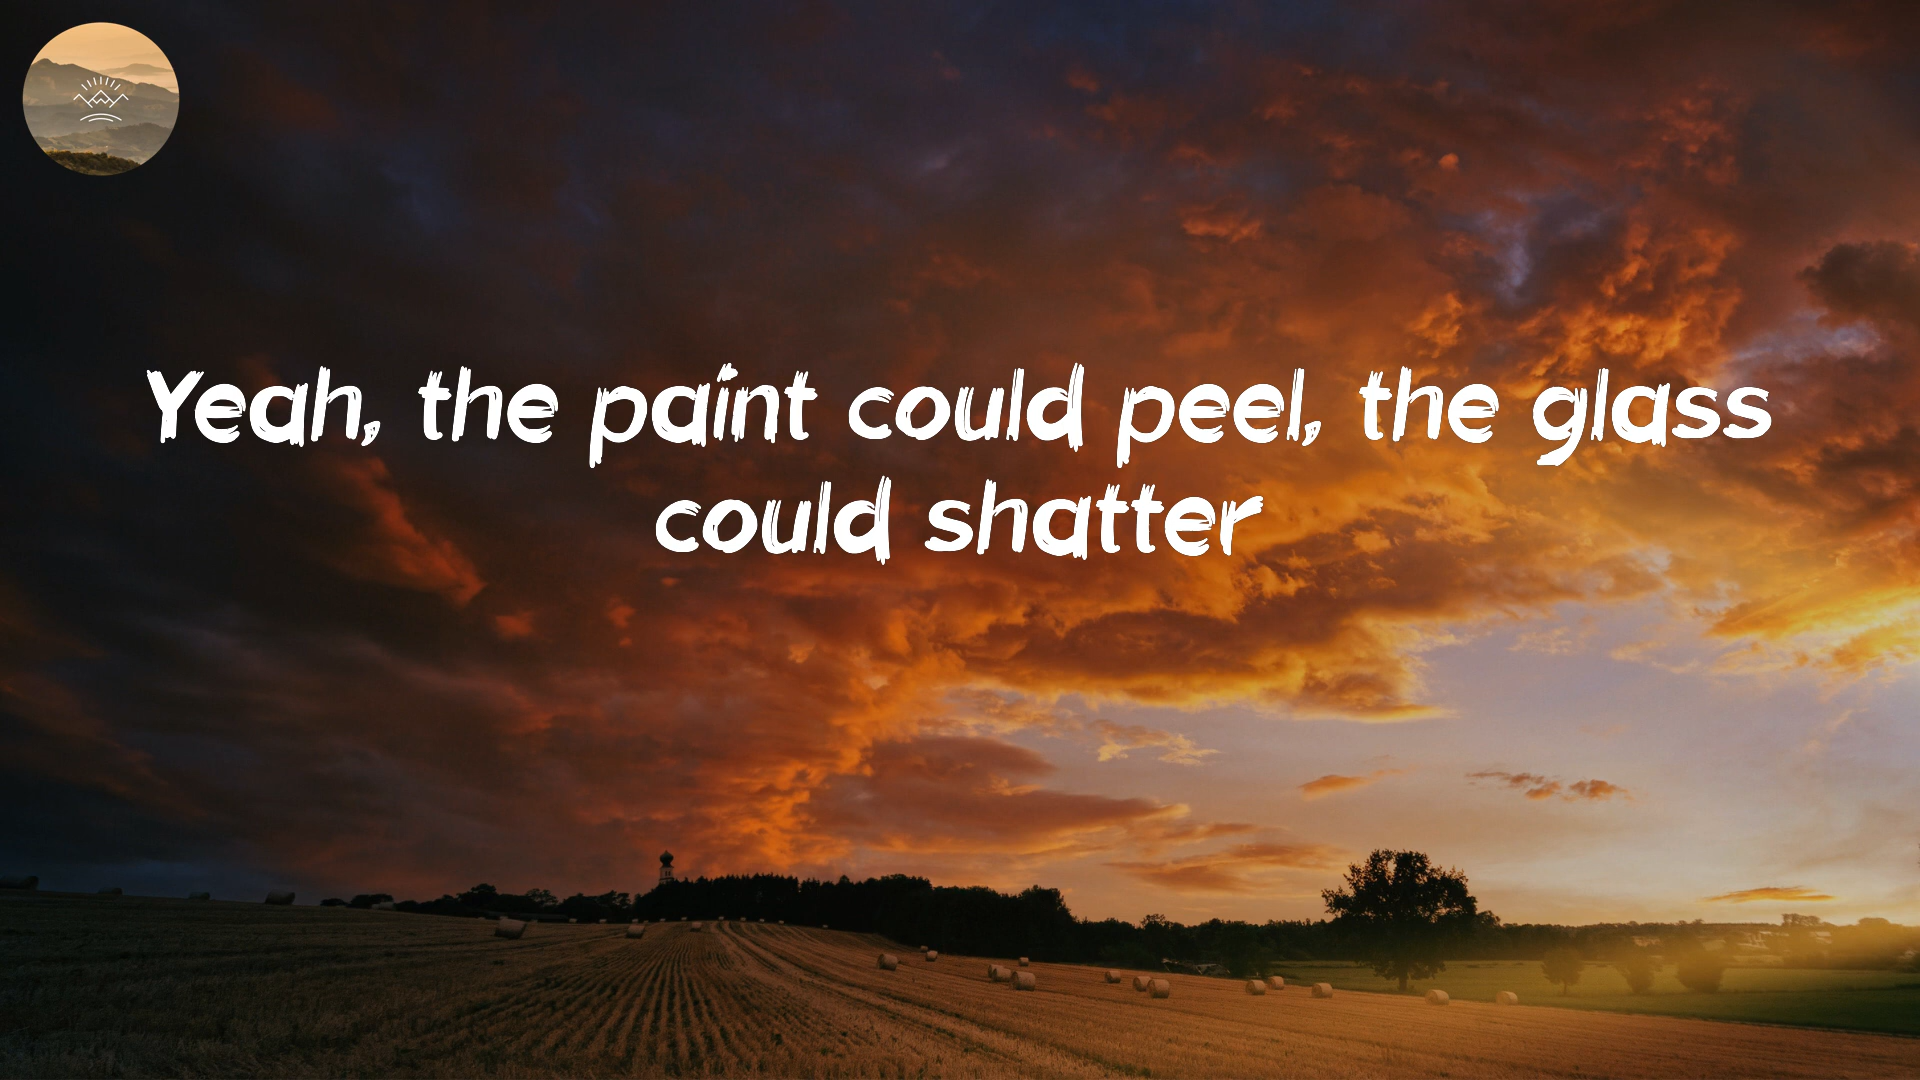 Yeah, the paint could peel, the glass
could shatter